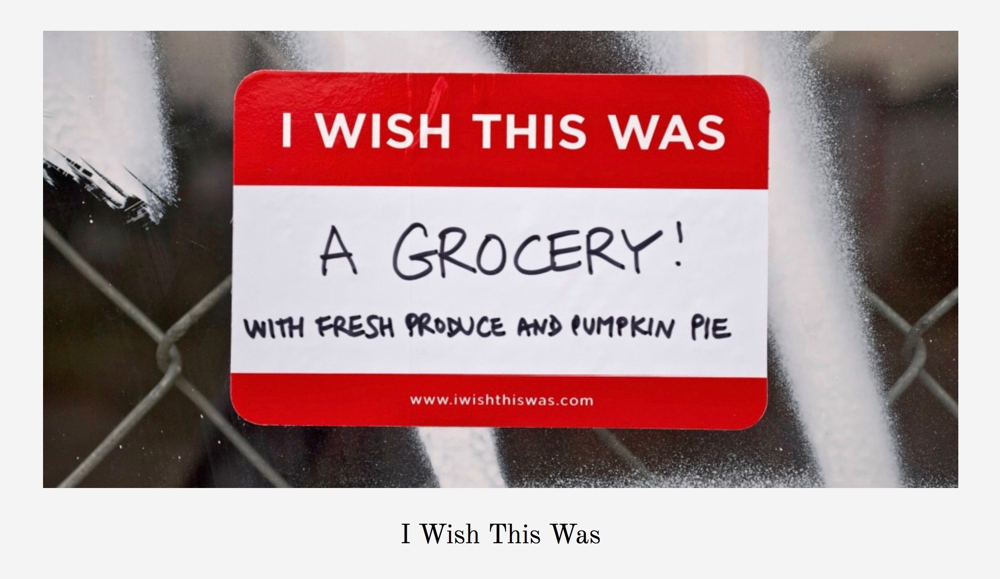 I WISH THIS WAS
A GROCERY!
WITH FRESH PRODUCE AND PUMPKIN PIE
www.iwishthiswas.com
I Wish This Was